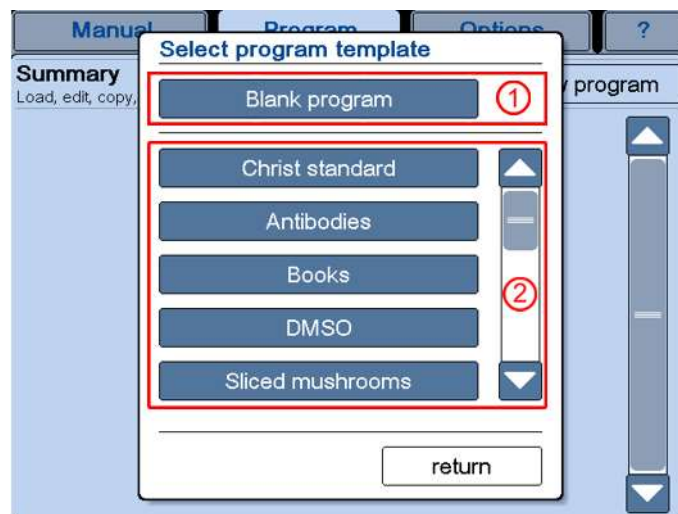 Manual Program Options ?
Select program template
Summary
Load, edit, copy,
program
Blank program 1
Christ standard
Antibodies
Books
2
DMSO
Sliced mushrooms
return